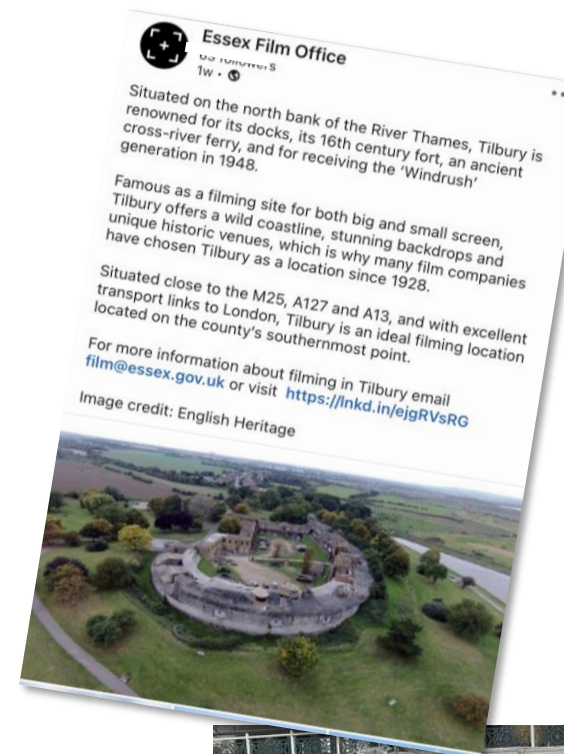 Essex Film Office
followers
1w
Situated on the north bank of the River Thames, Tilbury is
renowned for its docks, its 16th century fort, an ancient
cross-river ferry, and for receiving the 'Windrush'
generation in 1948.
Famous as a filming site for both big and small screen,
Tilbury offers a wild coastline, stunning backdrops and
unique historic venues, which is why many film companies
have chosen Tilbury as a location since 1928.
Situated close to the M25, A127 and A13, and with excellent
transport links to London, Tilbury is an ideal filming location
located on the county's southernmost point.
For more information about filming in Tilbury email
film@essex.gov.uk or visit https://lnkd.in/ejgRVsRG
Image credit: English Heritage